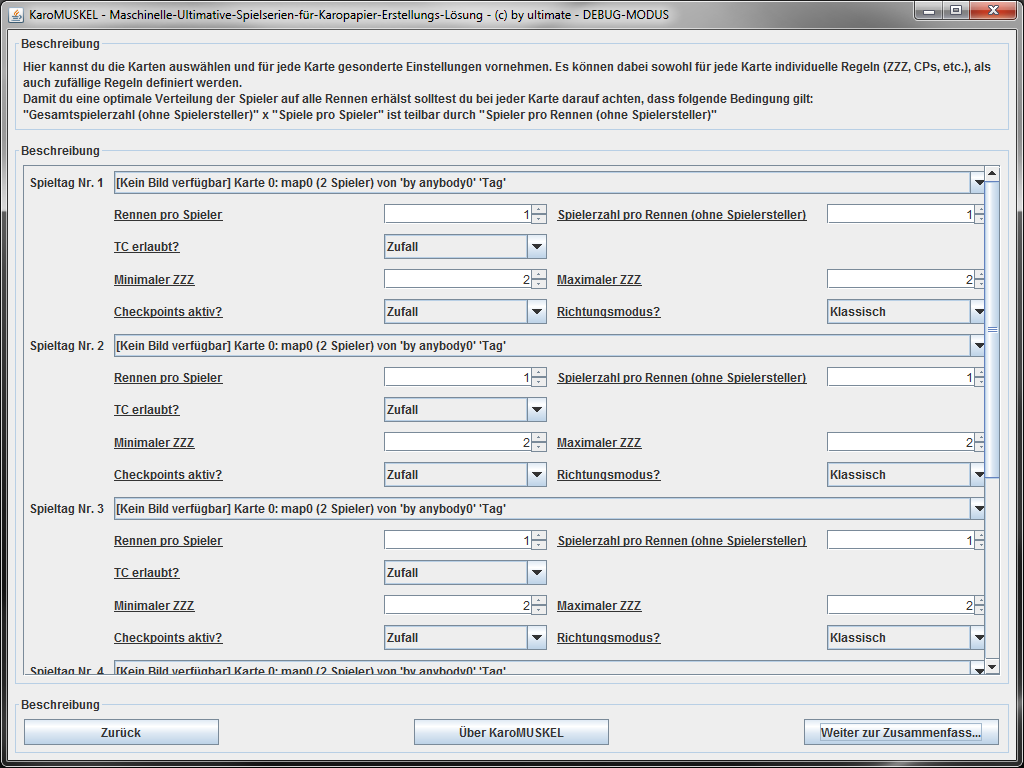 KaroMUSKEL - Maschinelle-Ultimative-Spielserien-für-Karopapier-Erstellungs-Lösung - (c) by ultimate - DEBUG-MODUS
Beschreibung
Hier kannst du die Karten auswählen und für jede Karte gesonderte Einstellungen vornehmen. Es können dabei sowohl für jede Karte individuelle Regeln (ZZZ, CPs, etc.), als
auch zufällige Regeln definiert werden.
Damit du eine optimale Verteilung der Spieler auf alle Rennen erhälst solltest du bei jeder Karte darauf achten, dass folgende Bedingung gilt:
"Gesamtspielerzahl (ohne Spielersteller)" x "Spiele pro Spieler" ist teilbar durch "Spieler pro Rennen (ohne Spielersteller)"
Beschreibung
Spieltag Nr. 1 [Kein Bild verfügbar] Karte 0: map0 (2 Spieler) von 'by anybody0' 'Tag'
Rennen pro Spieler 1 Spielerzahl pro Rennen (ohne Spielersteller) 1
TC erlaubt? Zufall
Minimaler ZZZ 2 Maximaler ZZZ 2
Checkpoints aktiv? Zufall Richtungsmodus? Klassisch
Spieltag Nr. 2 [Kein Bild verfügbar] Karte 0: map0 (2 Spieler) von 'by anybody0' 'Tag'
Rennen pro Spieler 1 Spielerzahl pro Rennen (ohne Spielersteller) 1
TC erlaubt? Zufall
Minimaler ZZZ 2 Maximaler ZZZ 2
Checkpoints aktiv? Zufall Richtungsmodus? Klassisch
Spieltag Nr. 3 [Kein Bild verfügbar] Karte 0: map0 (2 Spieler) von 'by anybody0' 'Tag'
Rennen pro Spieler 1 Spielerzahl pro Rennen (ohne Spielersteller) 1
TC erlaubt? Zufall
Minimaler ZZZ 2 Maximaler ZZZ 2
Checkpoints aktiv? Zufall Richtungsmodus? Klassisch
Spieltag Nr. 4 [Kein Bild verfügbar] Karte 0: map0 (2 Spieler) von 'by anybody0' 'Tag'
Beschreibung
Zurück Über KaroMUSKEL Weiter zur Zusammenfass...